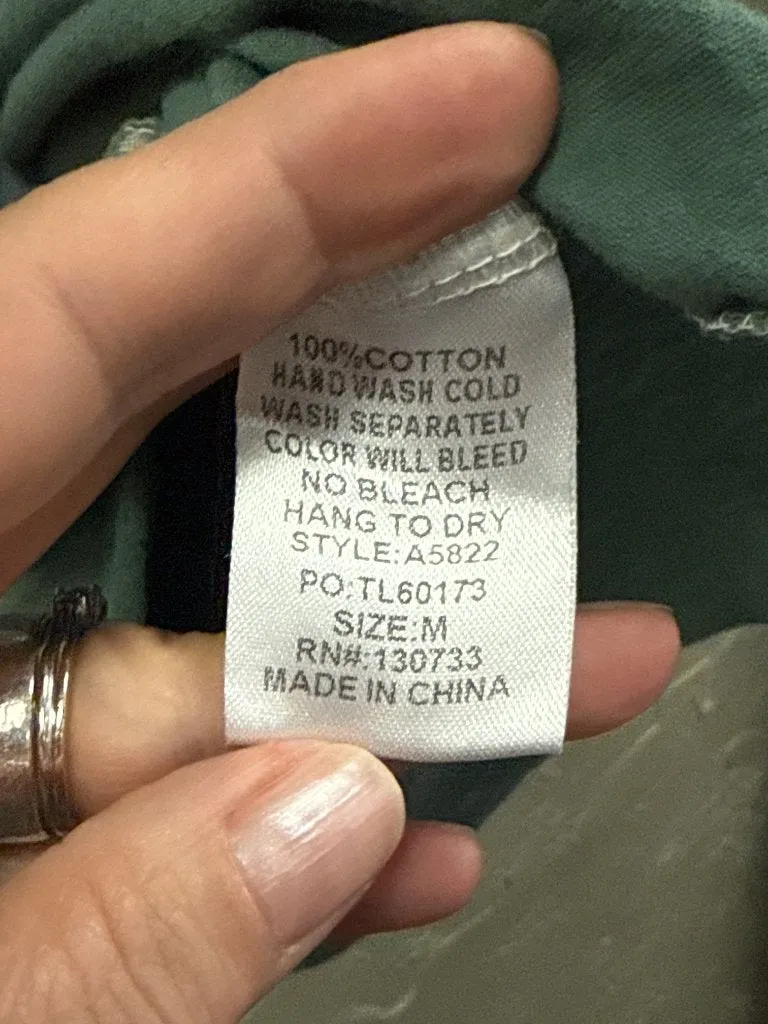 100%COTTON
HAND WASH COLD
WASH SEPARATELY
COLOR WILL BLEED
NO BLEACH
HANG TO DRY
STYLE:A5822
PO:TL60173
SIZE:M
RN#:130733
MADE IN CHINA